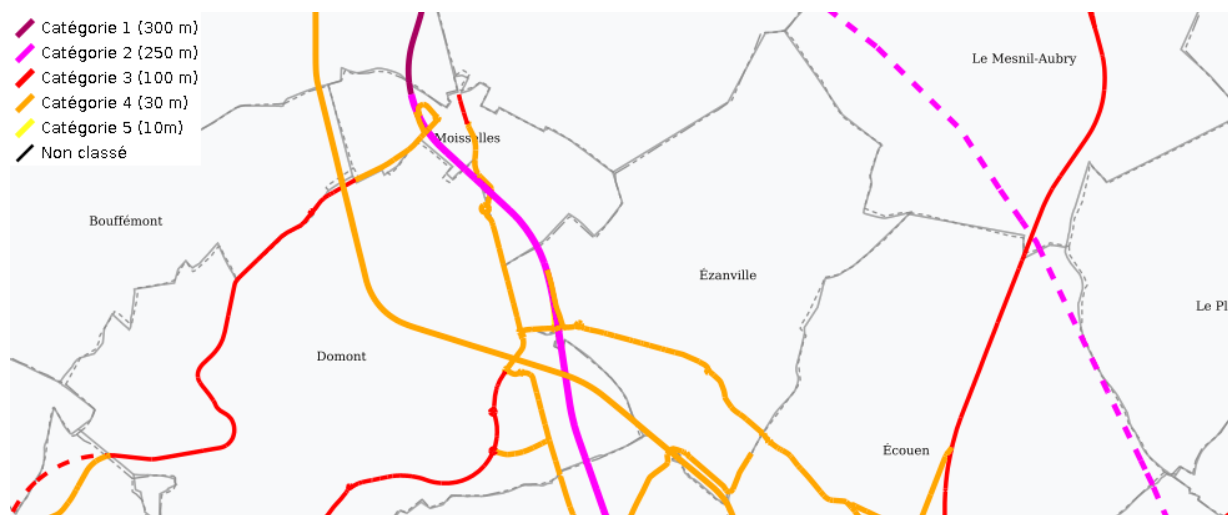 Catégorie 1 (300 m)
Catégorie 2 (250 m)
Catégorie 3 (100 m)
Catégorie 4 (30 m)
Catégorie 5 (10m)
Non classé
Le Mesnil-Aubry
Moisselles
Bouffémont
Ézanville
Le Pl
Domont
Écouen